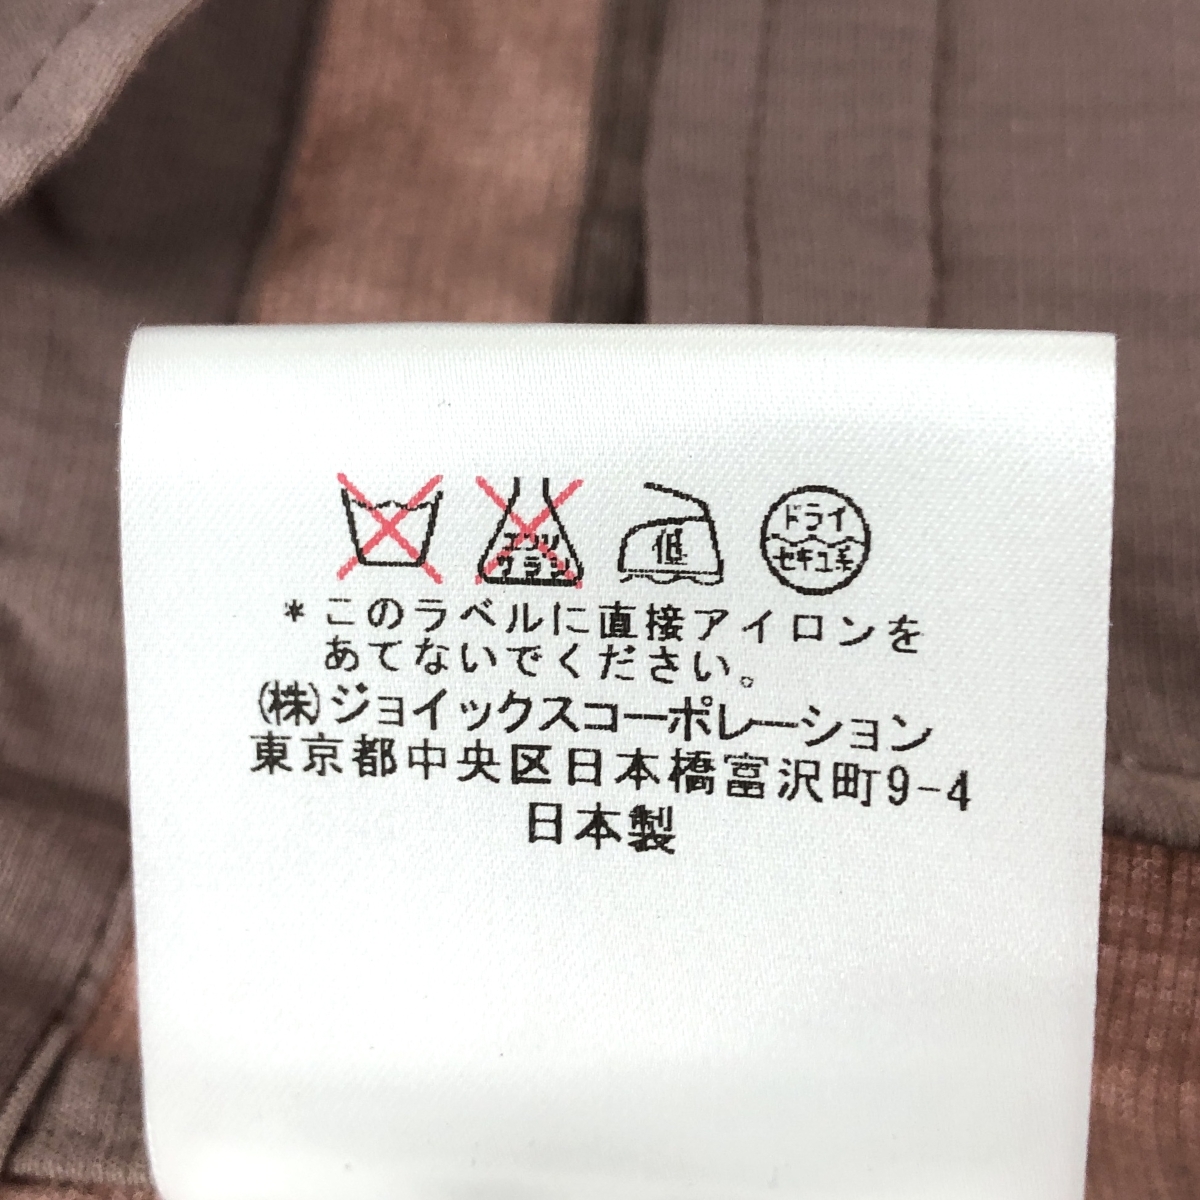 エンソ
サラシ
低
ドライ
セキユ系
*このラベルに直接アイロンを
あてないでください。
(株)ジョイックスコーポレーション
東京都中央区日本橋富沢町9-4
日本製